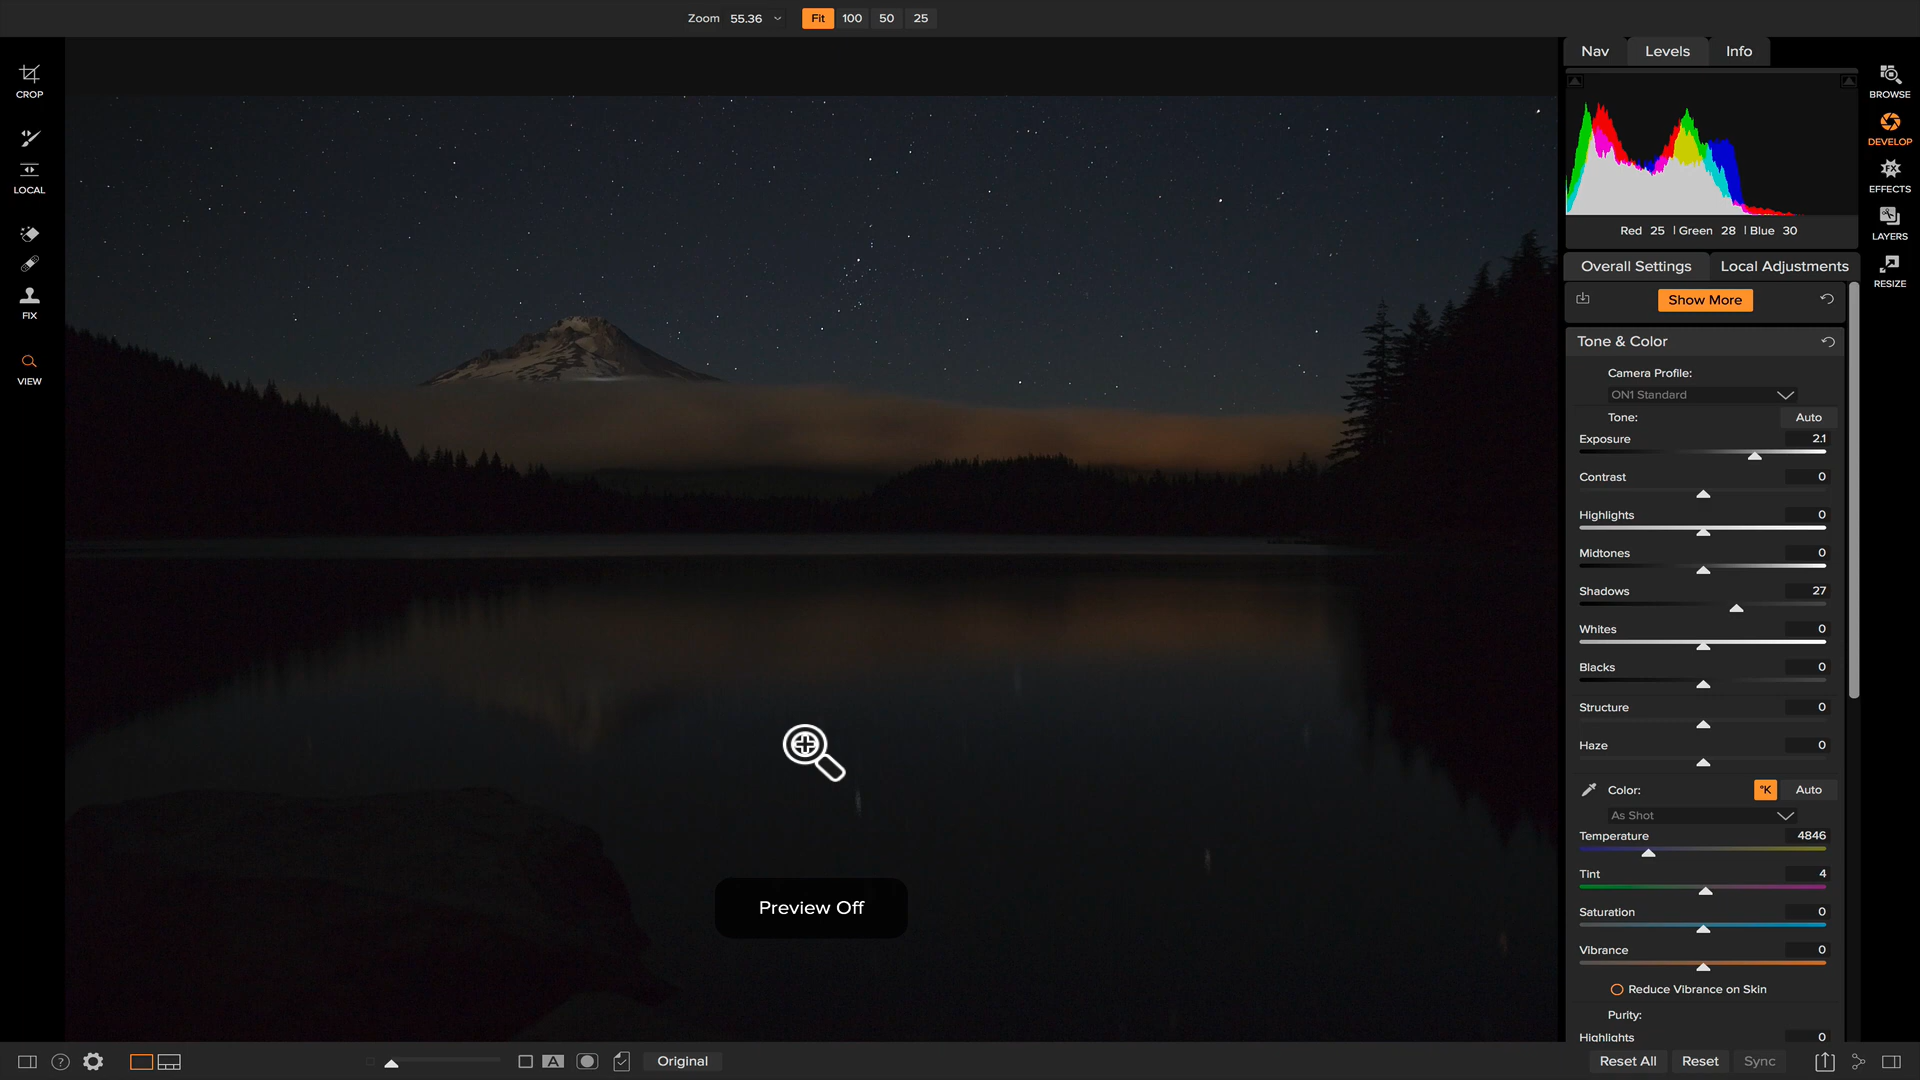 Zoom 55.36 Fit 100 50 25
CROP
LOCAL
FIX
VIEW
Preview Off
Nav Levels Info
Red 25 | Green 28 | Blue 30
Overall Settings Local Adjustments
Show More
Tone & Color
Camera Profile:
ON1 Standard
Tone: Auto
Exposure 2.1
Contrast 0
Highlights 0
Midtones 0
Shadows 27
Whites 0
Blacks 0
Structure 0
Haze 0
Color: °K Auto
As Shot
Temperature 4846
Tint 4
Saturation 0
Vibrance 0
Reduce Vibrance on Skin
Purity:
Highlights 0
BROWSE
DEVELOP
FX
EFFECTS
LAYERS
RESIZE
? A Original
Reset All Reset Sync